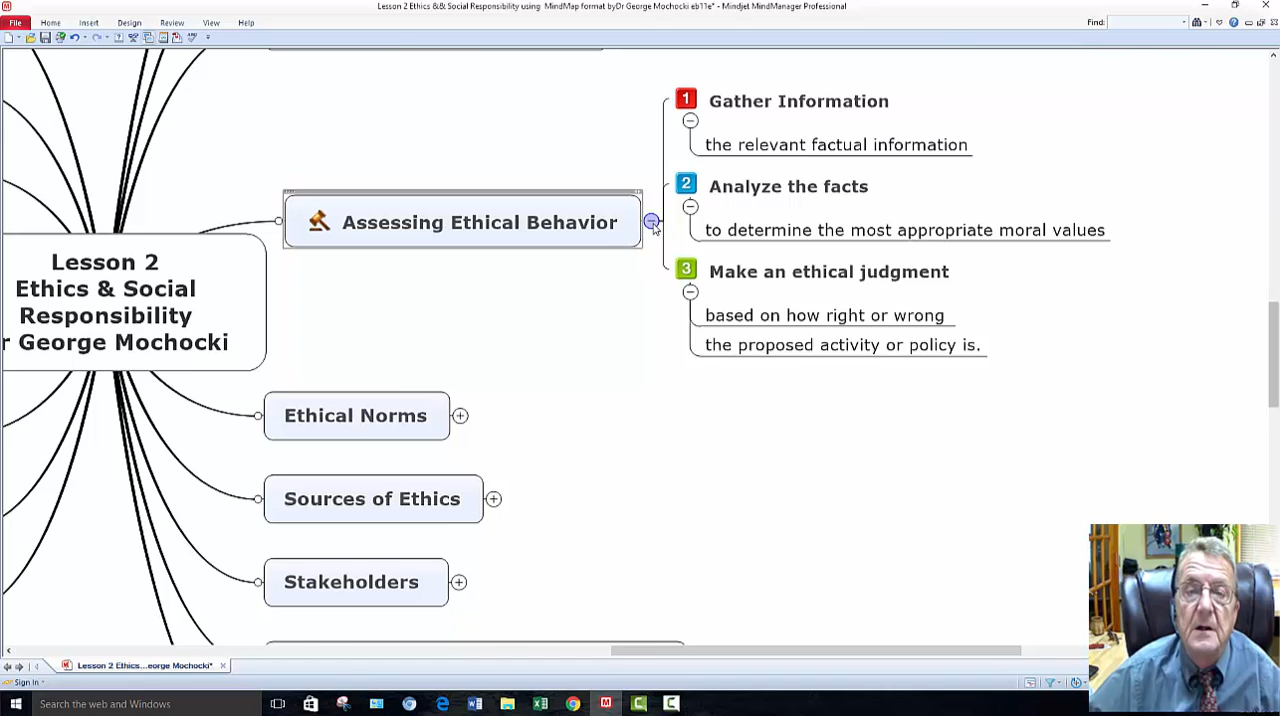 Lesson 2 Ethics && Social Responsibility using MindMap format byDr George Mochocki eb11e* - Mindjet MindManager Professional
File Home Insert Design Review View Help Find:
1 Gather Information
the relevant factual information
2 Analyze the facts
to determine the most appropriate moral values
Assessing Ethical Behavior
3 Make an ethical judgment
based on how right or wrong
the proposed activity or policy is.
Lesson 2
Ethics & Social
Responsibility
r George Mochocki
Ethical Norms
Sources of Ethics
Stakeholders
Lesson 2 Ethics...eorge Mochocki*
Sign In
Search the web and Windows